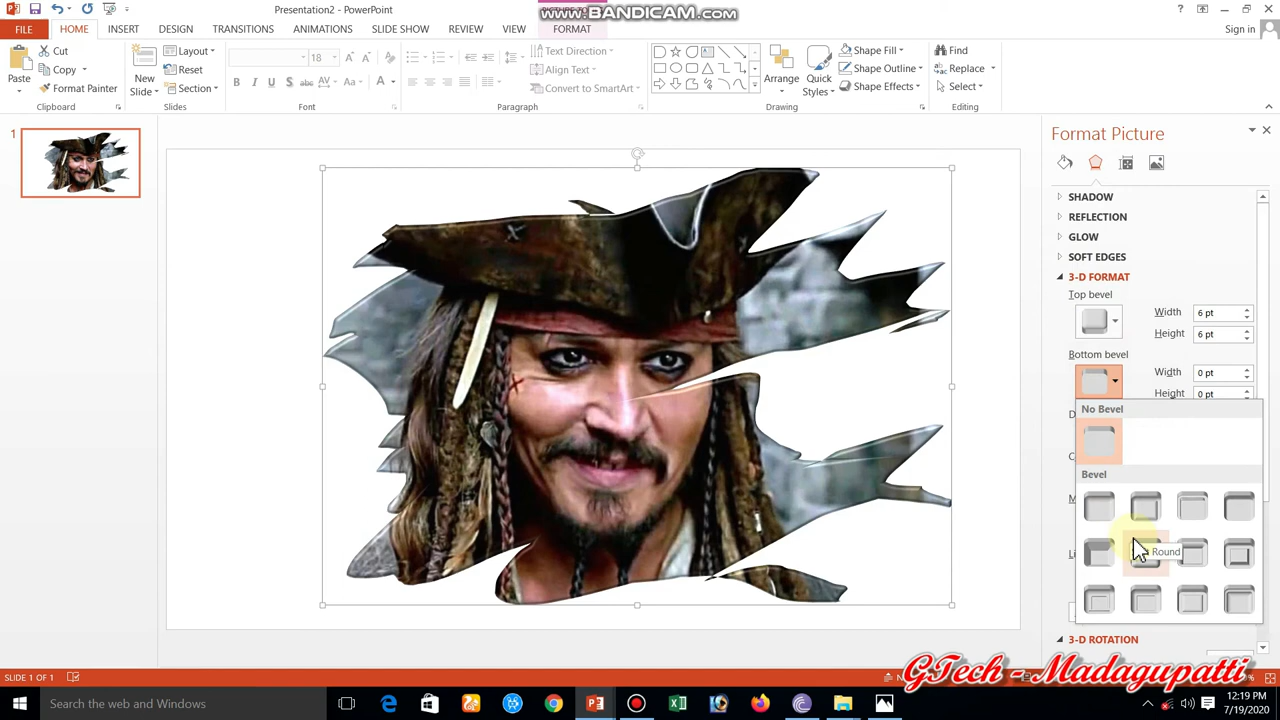 Presentation2 - PowerPoint
www.BANDICAM.com
FILE
HOME
INSERT
DESIGN
TRANSITIONS
ANIMATIONS
SLIDE SHOW
REVIEW
VIEW
FORMAT
Sign in
Paste
Cut
Copy
Format Painter
Clipboard
New
Slide
Layout
Reset
Section
Slides
18
Font
Text Direction
Align Text
Convert to SmartArt
Paragraph
Arrange
Quick
Styles
Shape Fill
Shape Outline
Shape Effects
Drawing
Find
Replace
Select
Editing
1
Format Picture
SHADOW
REFLECTION
GLOW
SOFT EDGES
3-D FORMAT
Top bevel
Width 6 pt
Height 6 pt
Bottom bevel
Width 0 pt
Height 0 pt
No Bevel
Bevel
Round
3-D ROTATION
GTech - Madagupatti
SLIDE 1 OF 1
Search the web and Windows
12:19 PM
7/19/2020